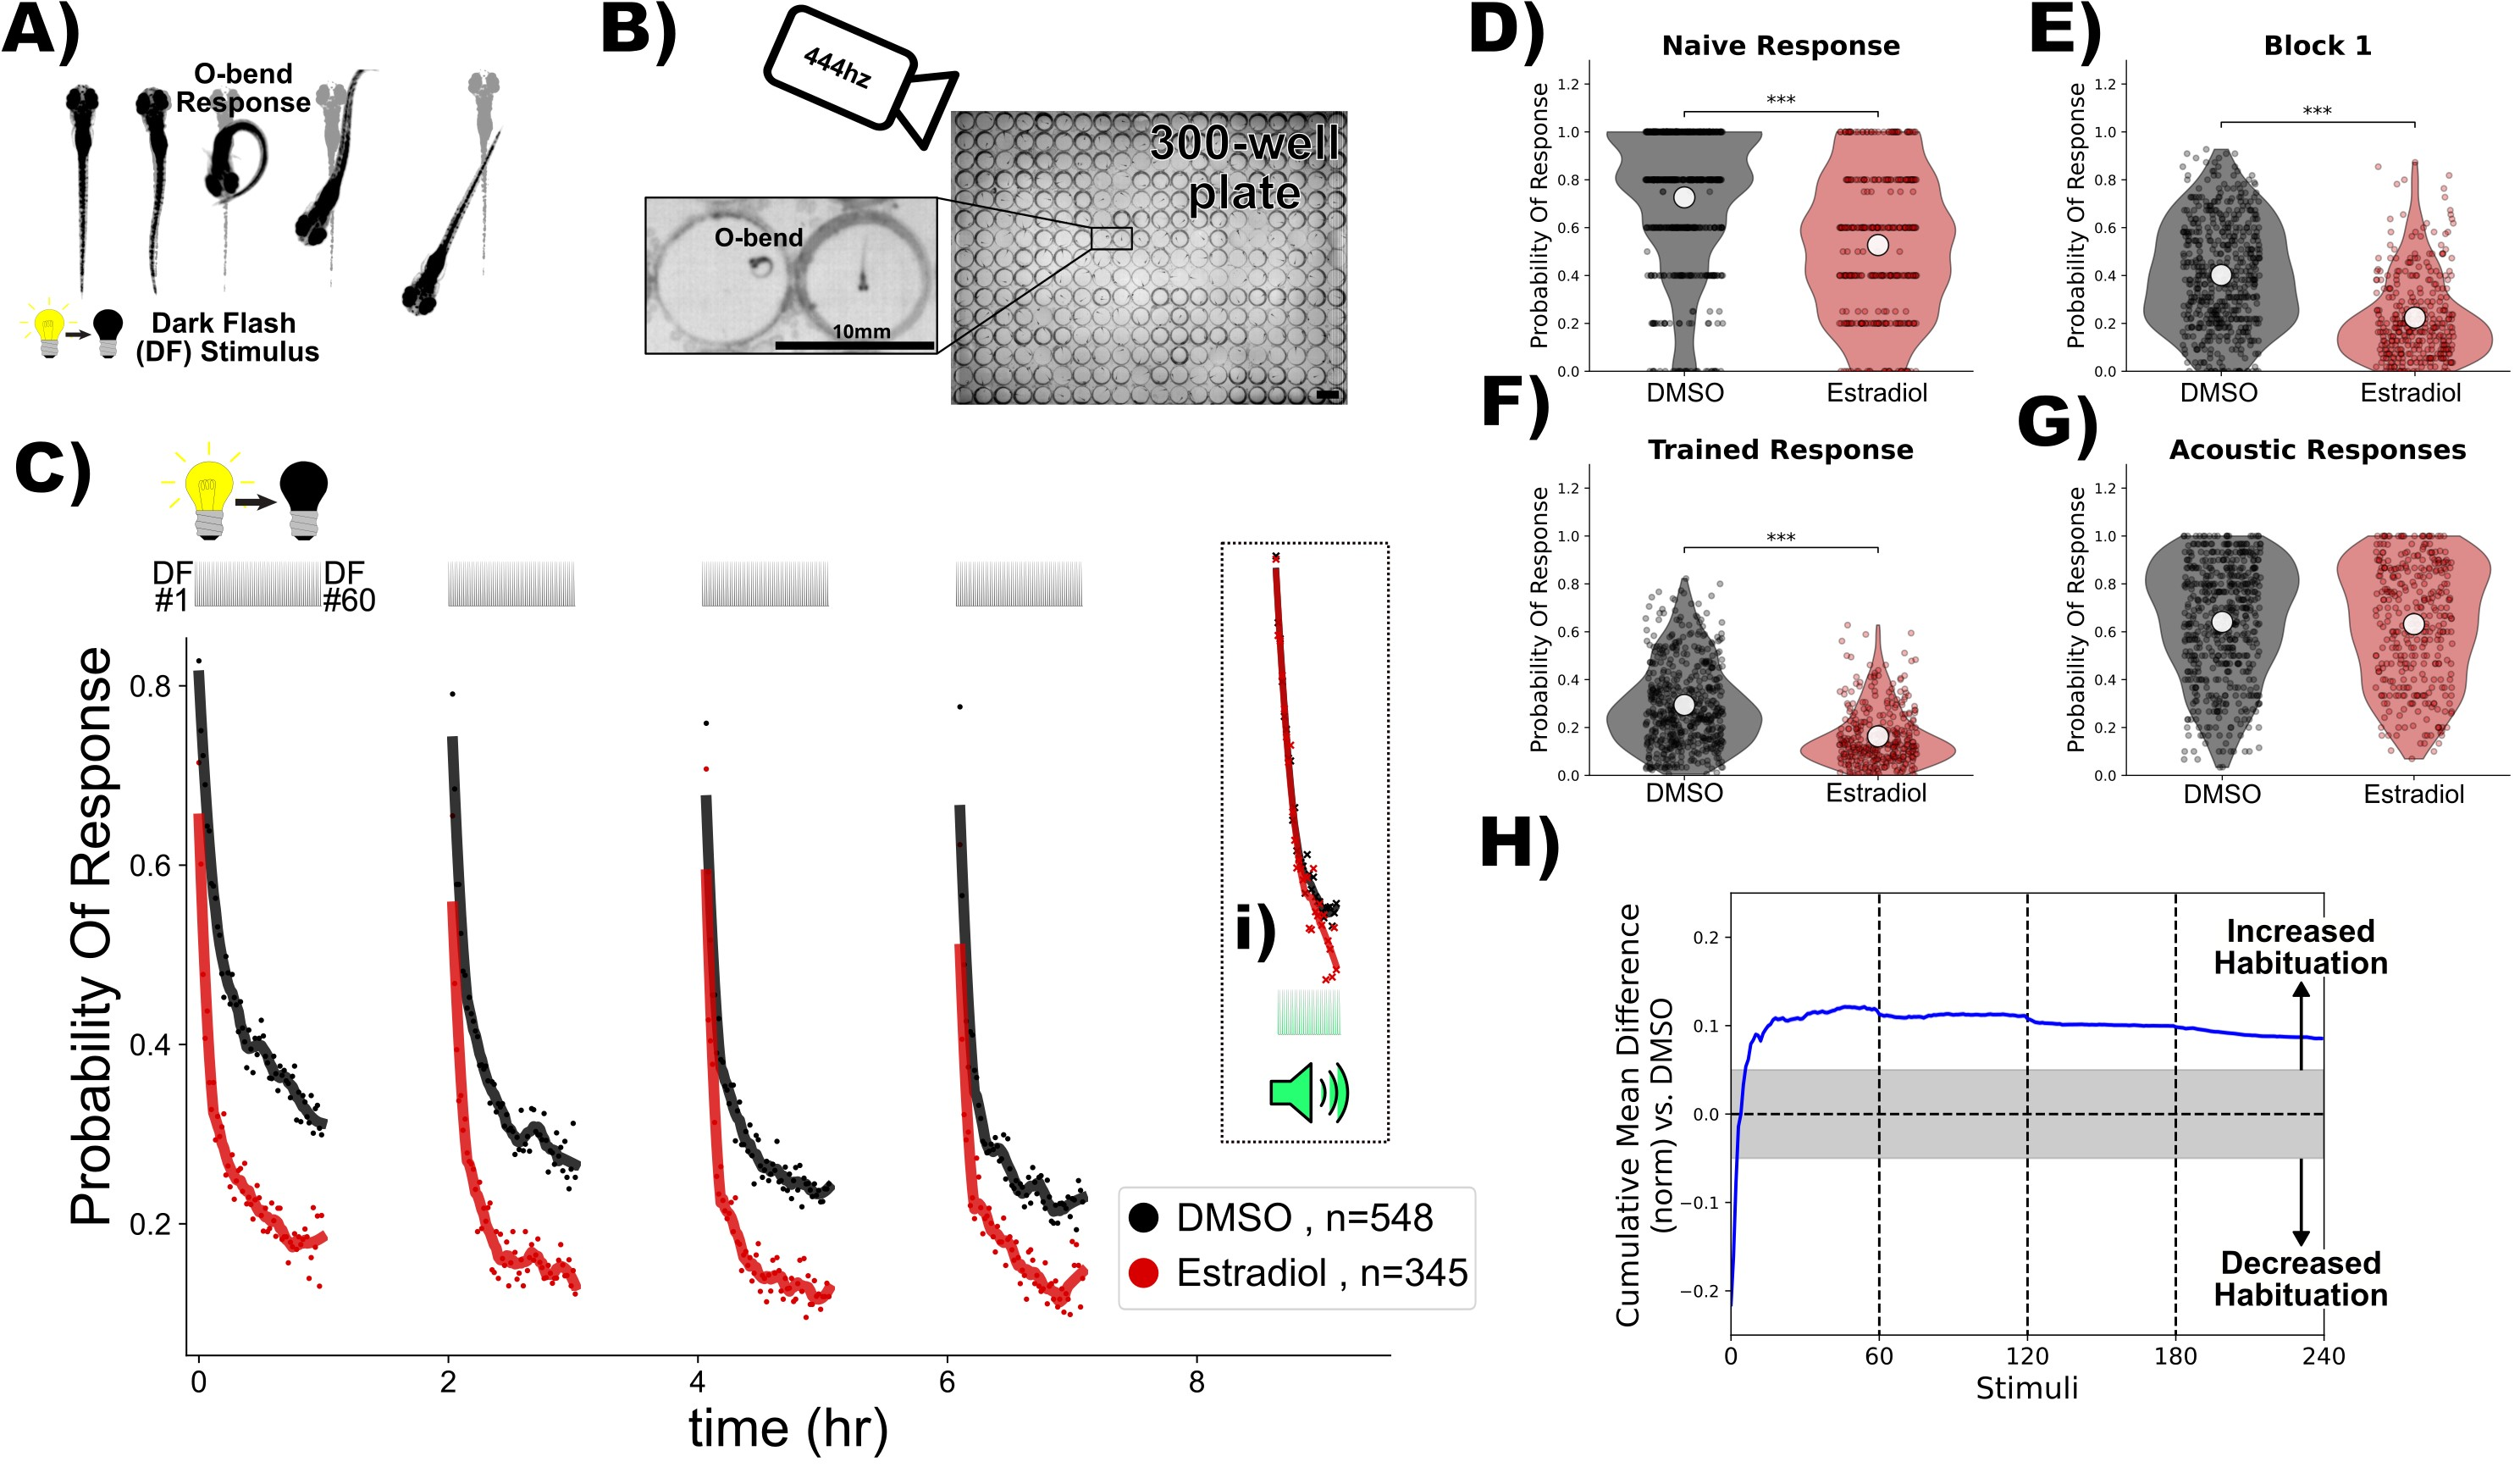 A)
O-bend
Response
Dark Flash
(DF) Stimulus
B)
444hz
300-well
plate
O-bend
10mm
C)
DF
#1
DF
#60
Probability Of Response
0.8
0.6
0.4
0.2
0
2
4
6
8
time (hr)
i)
DMSO , n=548
Estradiol , n=345
D)
Naive Response
***
Probability Of Response
1.2
1.0
0.8
0.6
0.4
0.2
0.0
DMSO
Estradiol
E)
Block 1
***
Probability Of Response
1.2
1.0
0.8
0.6
0.4
0.2
0.0
DMSO
Estradiol
F)
Trained Response
***
Probability Of Response
1.2
1.0
0.8
0.6
0.4
0.2
0.0
DMSO
Estradiol
G)
Acoustic Responses
Probability Of Response
1.2
1.0
0.8
0.6
0.4
0.2
0.0
DMSO
Estradiol
H)
Cumulative Mean Difference
(norm) vs. DMSO
0.2
0.1
0.0
−0.1
−0.2
Increased
Habituation
Decreased
Habituation
0
60
120
180
240
Stimuli